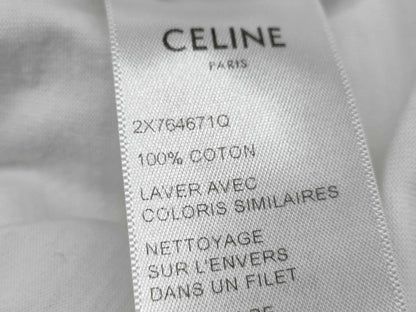 CELINE
PARIS
2X764671Q
100% COTON
LAVER AVEC
COLORIS SIMILAIRES
NETTOYAGE
SUR L'ENVERS
DANS UN FILET